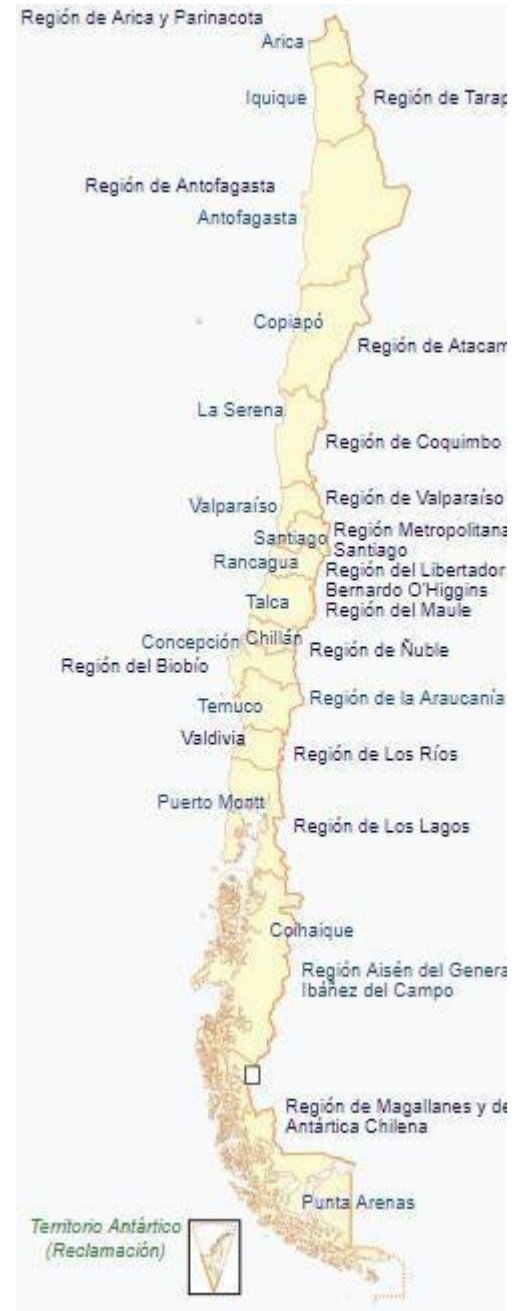 Región de Arica y Parinacota
Arica
Iquique
Región de Tarap
Región de Antofagasta
Antofagasta
Copiapó
Región de Atacam
La Serena
Región de Coquimbo
Valparaíso
Región de Valparaíso
Santiago
Región Metropolitana
Santiago
Rancagua
Región del Libertador
Bernardo O'Higgins
Talca
Región del Maule
Concepción
Chillán
Región de Ñuble
Región del Biobío
Temuco
Región de la Araucanía
Valdivia
Región de Los Ríos
Puerto Montt
Región de Los Lagos
Coihaique
Región Aisén del Genera
Ibáñez del Campo
Región de Magallanes y de
Antártica Chilena
Punta Arenas
Territorio Antártico
(Reclamación)